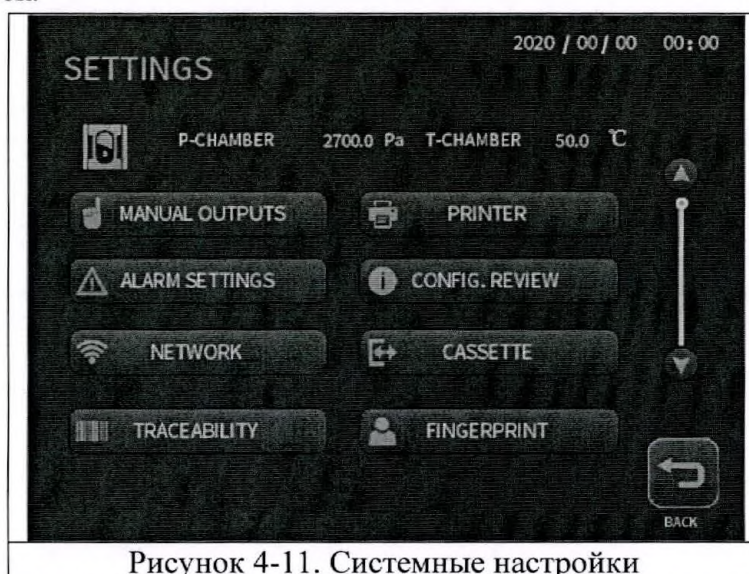 2020 / 00 / 00 00:00
SETTINGS
P-CHAMBER 2700.0 Pa T-CHAMBER 50.0 ℃
MANUAL OUTPUTS PRINTER
ALARM SETTINGS CONFIG. REVIEW
NETWORK CASSETTE
TRACEABILITY FINGERPRINT
BACK
Рисунок 4-11. Системные настройки